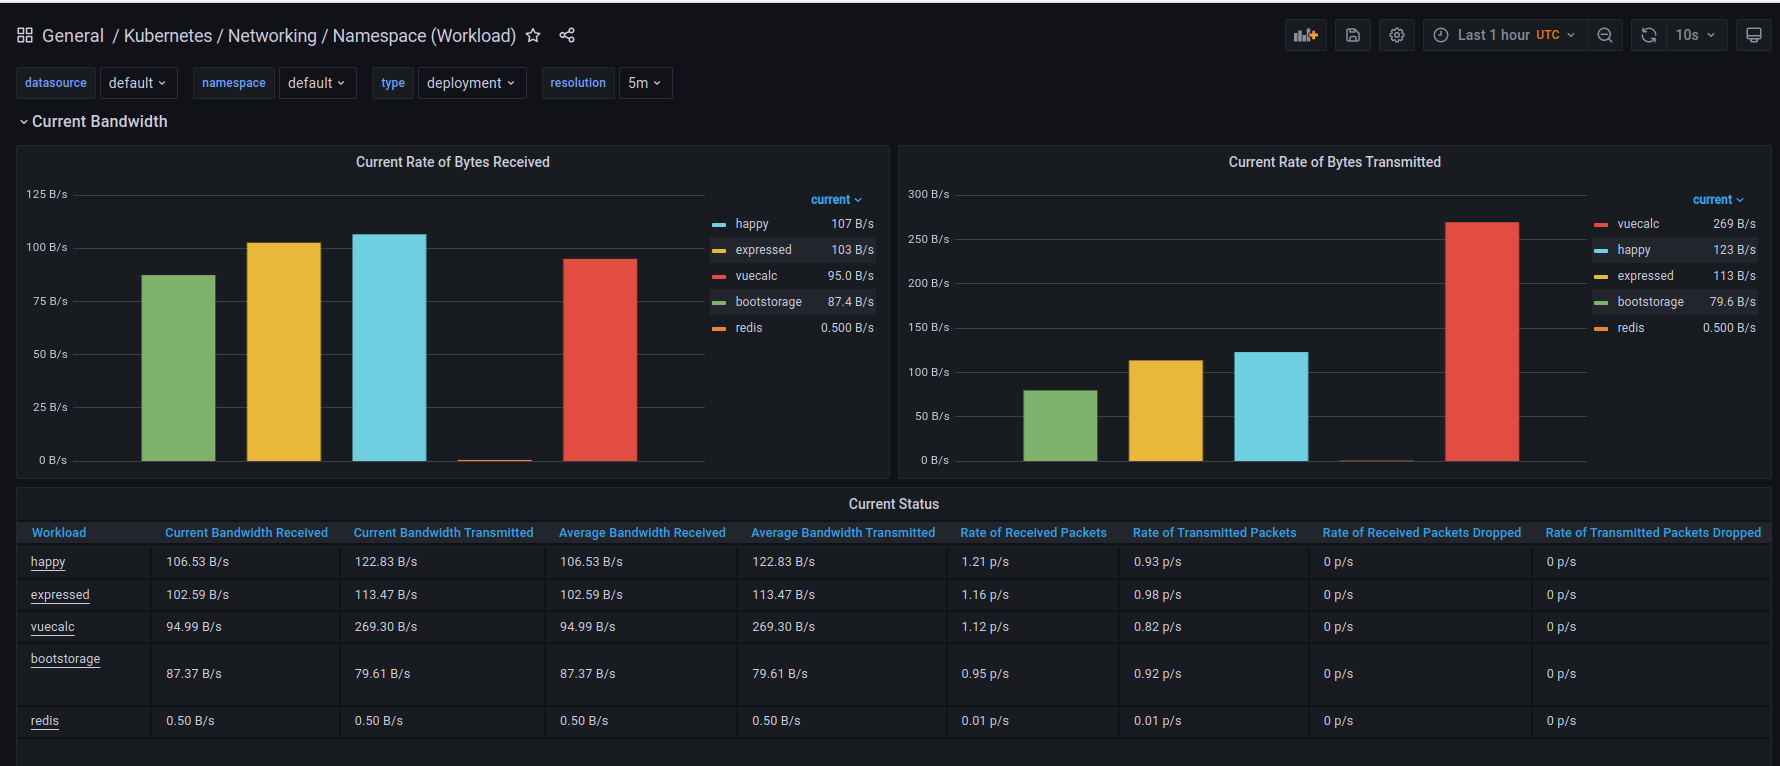 General / Kubernetes / Networking / Namespace (Workload)
Last 1 hour UTC
10s
datasource default namespace default type deployment resolution 5m
Current Bandwidth
Current Rate of Bytes Received
125 B/s
100 B/s
75 B/s
50 B/s
25 B/s
0 B/s
current
happy 107 B/s
expressed 103 B/s
vuecalc 95.0 B/s
bootstorage 87.4 B/s
redis 0.500 B/s
Current Rate of Bytes Transmitted
300 B/s
250 B/s
200 B/s
150 B/s
100 B/s
50 B/s
0 B/s
current
vuecalc 269 B/s
happy 123 B/s
expressed 113 B/s
bootstorage 79.6 B/s
redis 0.500 B/s
Current Status
Workload Current Bandwidth Received Current Bandwidth Transmitted Average Bandwidth Received Average Bandwidth Transmitted Rate of Received Packets Rate of Transmitted Packets Rate of Received Packets Dropped Rate of Transmitted Packets Dropped
happy 106.53 B/s 122.83 B/s 106.53 B/s 122.83 B/s 1.21 p/s 0.93 p/s 0 p/s 0 p/s
expressed 102.59 B/s 113.47 B/s 102.59 B/s 113.47 B/s 1.16 p/s 0.98 p/s 0 p/s 0 p/s
vuecalc 94.99 B/s 269.30 B/s 94.99 B/s 269.30 B/s 1.12 p/s 0.82 p/s 0 p/s 0 p/s
bootstorage 87.37 B/s 79.61 B/s 87.37 B/s 79.61 B/s 0.95 p/s 0.92 p/s 0 p/s 0 p/s
redis 0.50 B/s 0.50 B/s 0.50 B/s 0.50 B/s 0.01 p/s 0.01 p/s 0 p/s 0 p/s